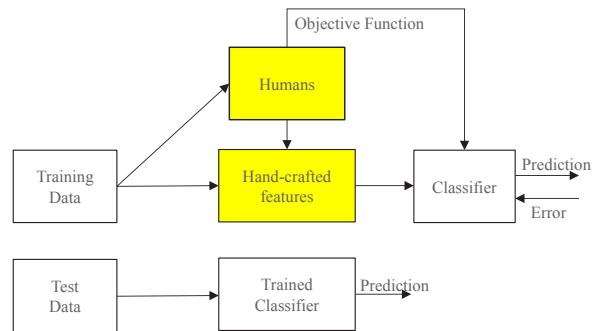 Objective Function
Humans
Training
Data
Hand-crafted
features
Classifier
Prediction
Error
Test
Data
Trained
Classifier
Prediction